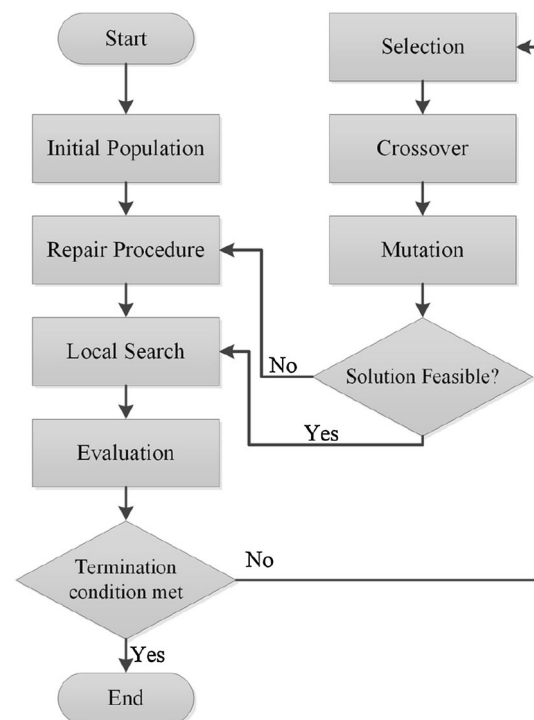 Start
Initial Population
Repair Procedure
Local Search
Evaluation
Termination
condition met
No
Yes
End
Selection
Crossover
Mutation
Solution Feasible?
No
Yes